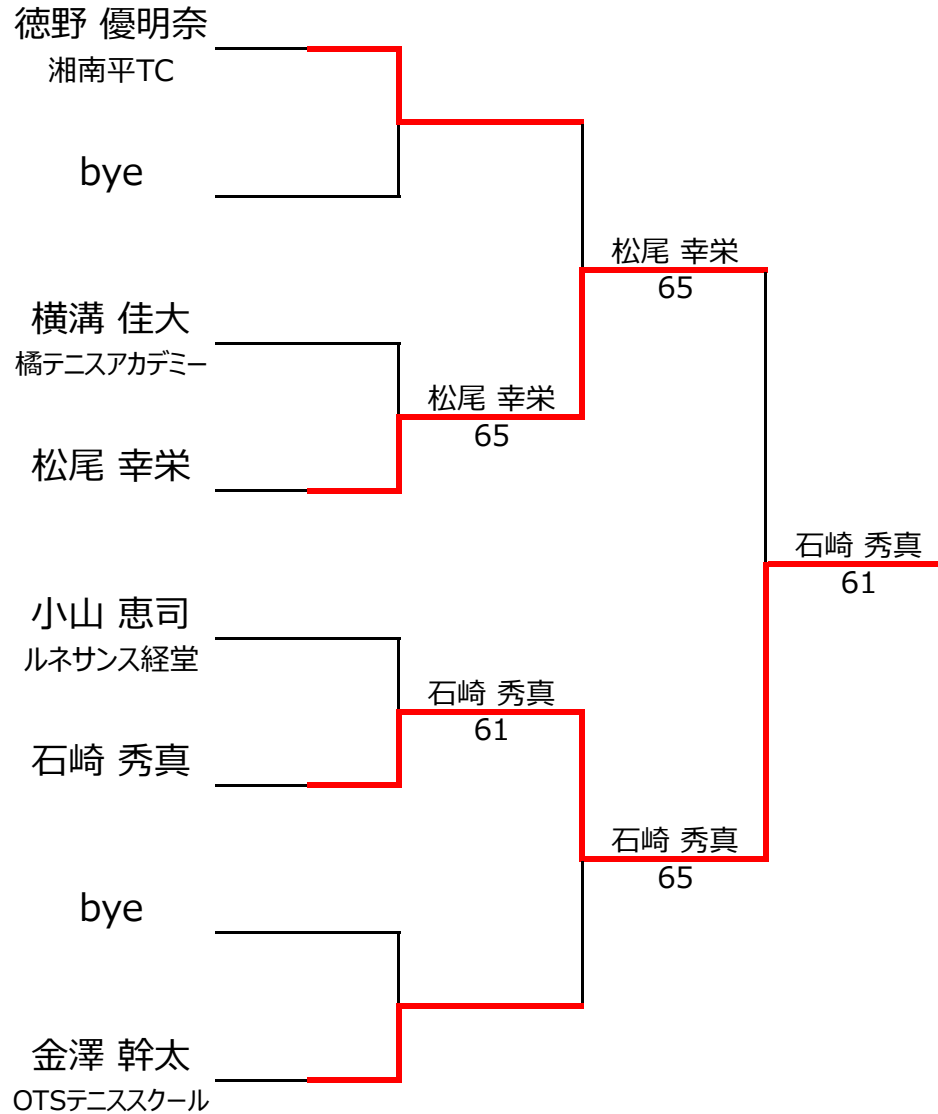 徳野 優明奈
湘南平TC
bye
横溝 佳大
橘テニスアカデミー
松尾 幸栄
小山 恵司
ルネサンス経堂
石崎 秀真
bye
金澤 幹太
OTSテニススクール
松尾 幸栄
65
石崎 秀真
61
松尾 幸栄
65
石崎 秀真
65
石崎 秀真
61